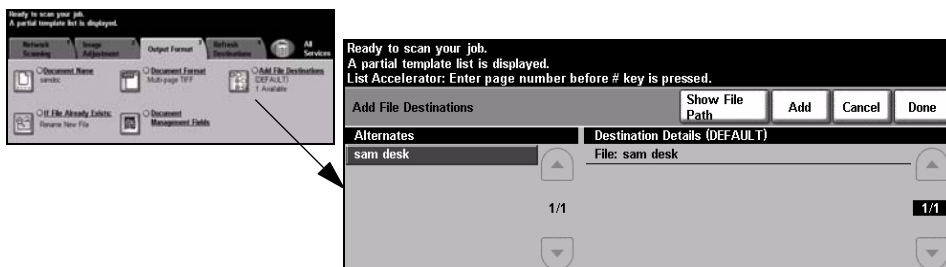 Ready to scan your job.
A partial template list is displayed.
Network Scanning
Image Adjustment
Output Format
Refresh Destinations
All Services
Document Name
samdoc
Document Format
Multi-page TIFF
Add File Destinations
(DEFAULT)
1 Available
If File Already Exists:
Rename New File
Document Management Fields
Ready to scan your job.
A partial template list is displayed.
List Accelerator: Enter page number before # key is pressed.
Add File Destinations
Show File Path
Add
Cancel
Done
Alternates
Destination Details (DEFAULT)
sam desk
File: sam desk
1/1
1/1